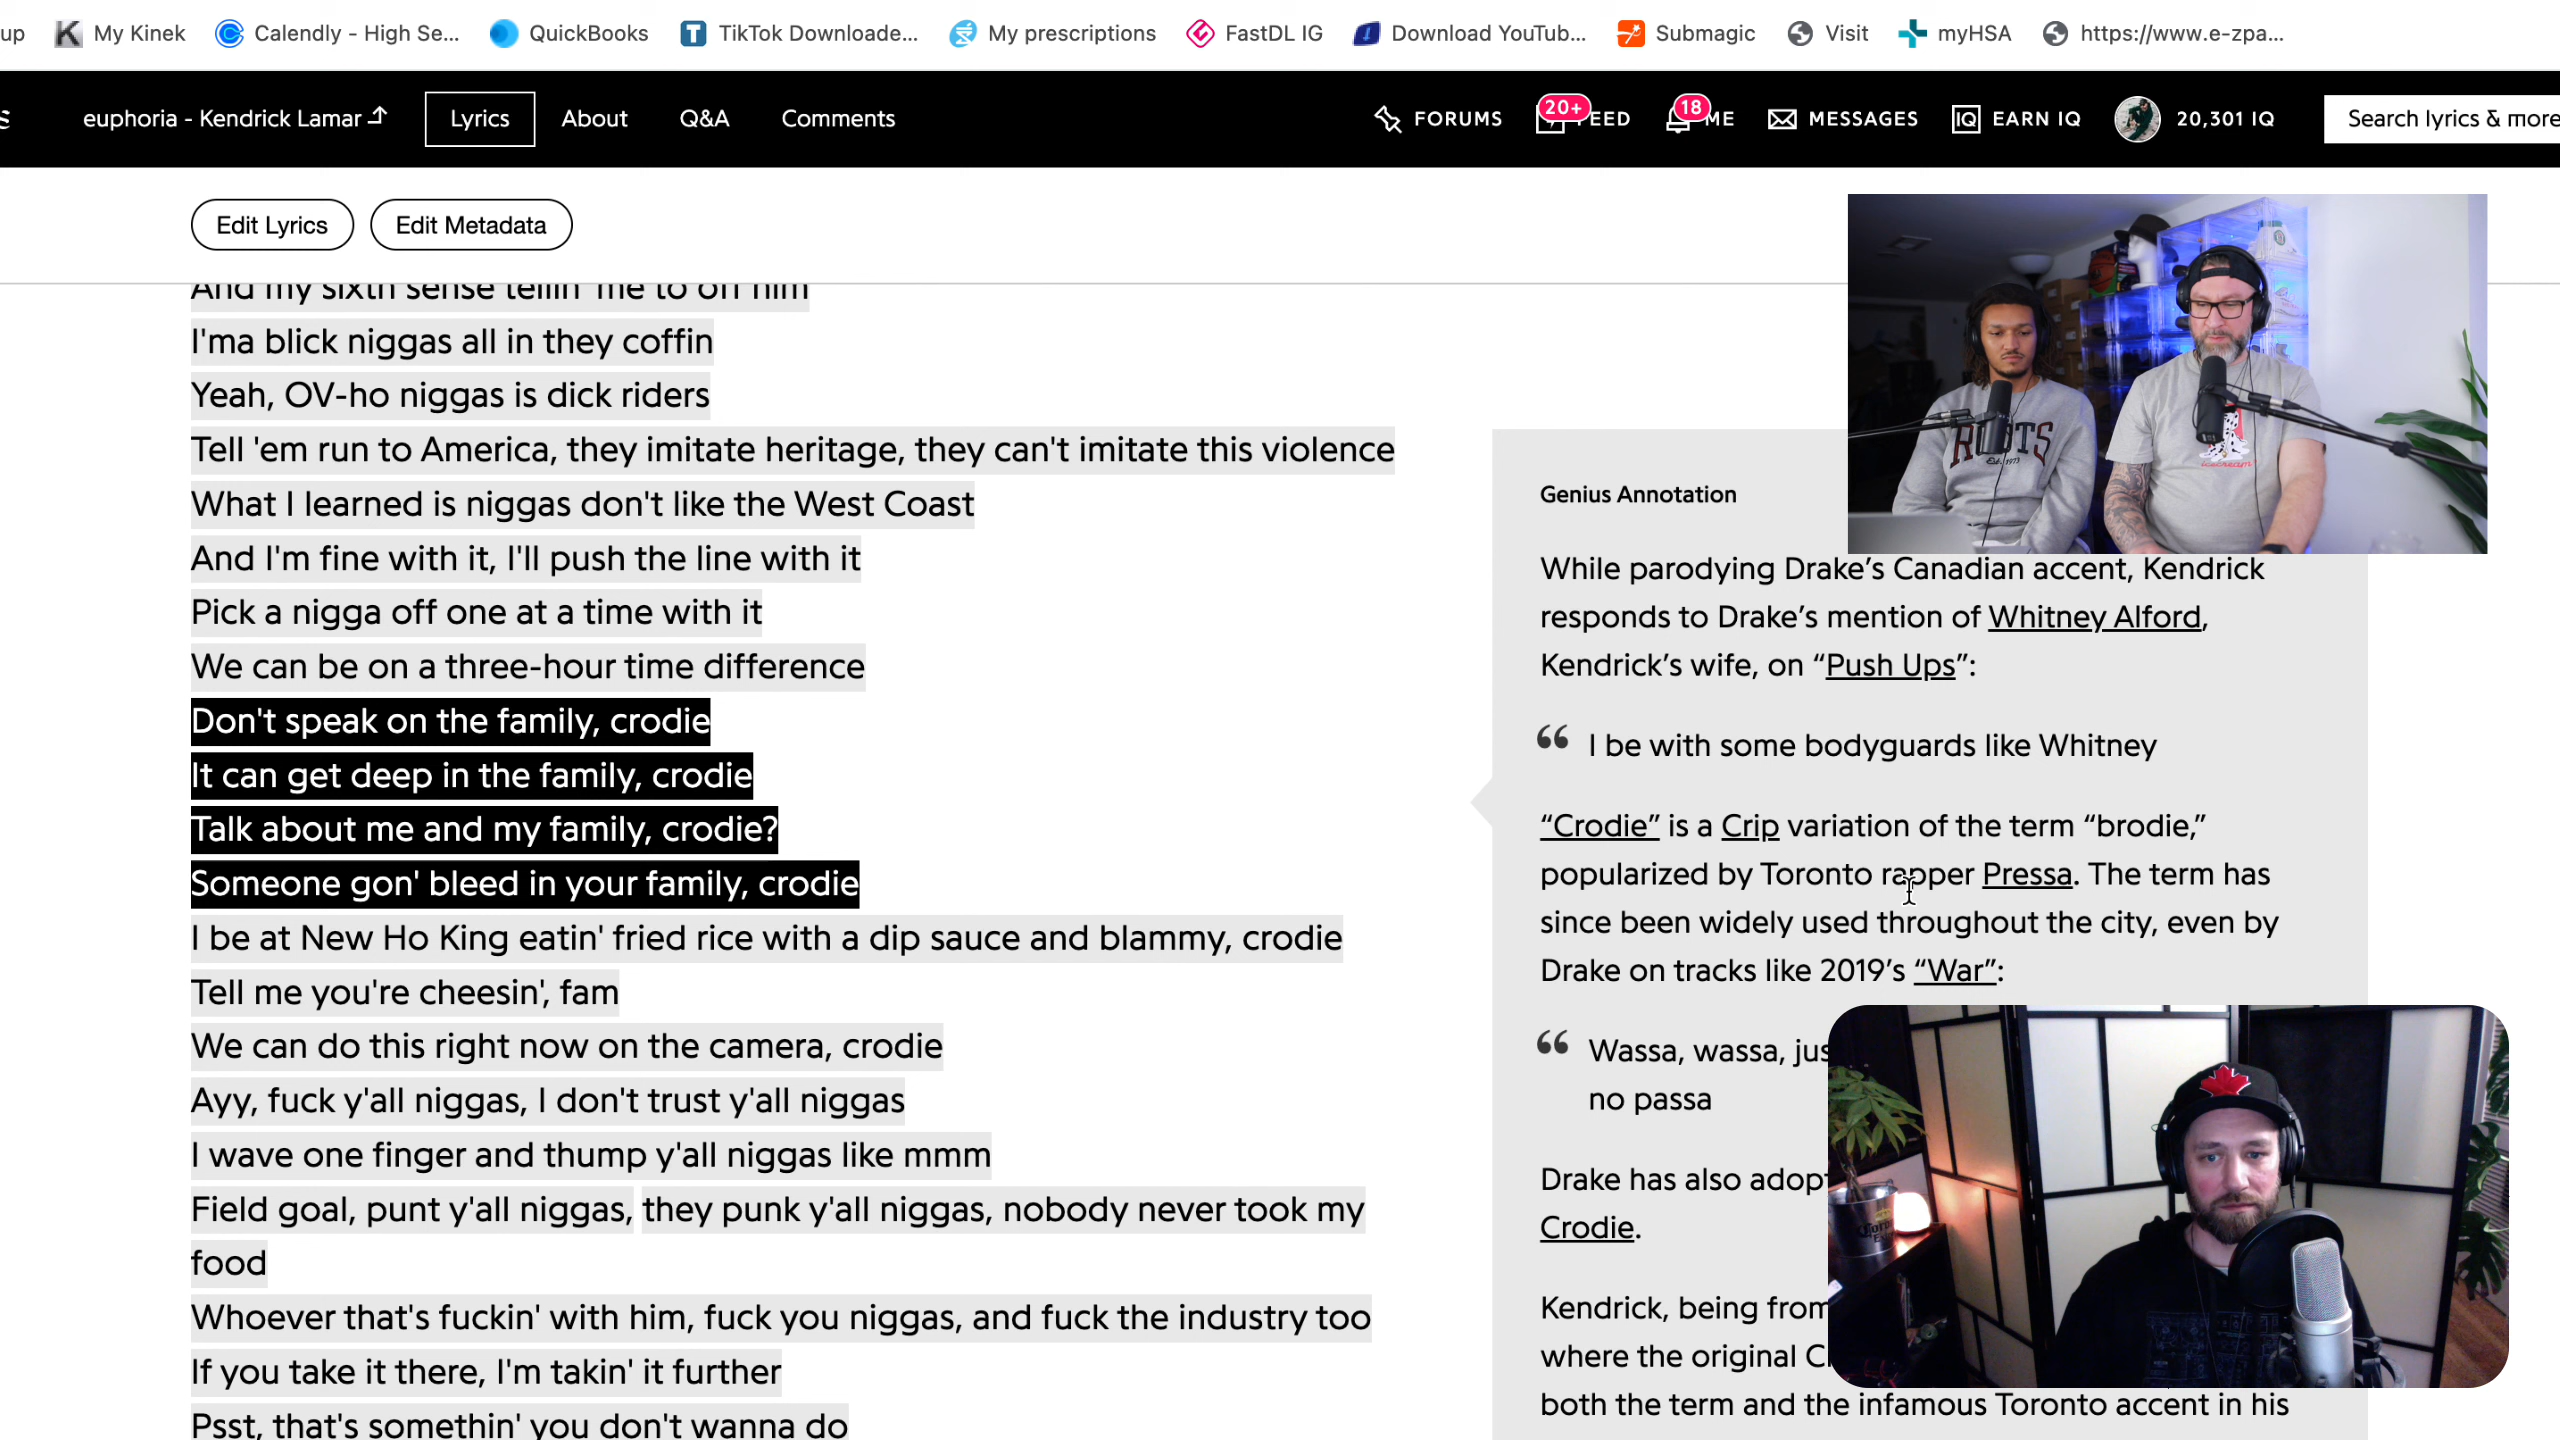 up My Kinek Calendly - High Se... QuickBooks TikTok Downloade... My prescriptions FastDL IG Download YouTub... Submagic Visit myHSA https://www.e-zpa...
euphoria - Kendrick Lamar Lyrics About Q&A Comments FORUMS 20+ FEED 18 ME MESSAGES IQ EARN IQ 20,301 IQ Search lyrics & more
Edit Lyrics Edit Metadata
And my sixth sense tellin' me to off him
I'ma blick niggas all in they coffin
Yeah, OV-ho niggas is dick riders
Tell 'em run to America, they imitate heritage, they can't imitate this violence
What I learned is niggas don't like the West Coast
And I'm fine with it, I'll push the line with it
Pick a nigga off one at a time with it
We can be on a three-hour time difference
Don't speak on the family, crodie
It can get deep in the family, crodie
Talk about me and my family, crodie?
Someone gon' bleed in your family, crodie
I be at New Ho King eatin' fried rice with a dip sauce and blammy, crodie
Tell me you're cheesin', fam
We can do this right now on the camera, crodie
Ayy, fuck y'all niggas, I don't trust y'all niggas
I wave one finger and thump y'all niggas like mmm
Field goal, punt y'all niggas, they punk y'all niggas, nobody never took my
food
Whoever that's fuckin' with him, fuck you niggas, and fuck the industry too
If you take it there, I'm takin' it further
Psst, that's somethin' you don't wanna do
Genius Annotation
While parodying Drake’s Canadian accent, Kendrick
responds to Drake’s mention of Whitney Alford,
Kendrick’s wife, on “Push Ups”:
“ I be with some bodyguards like Whitney
“Crodie” is a Crip variation of the term “brodie,”
popularized by Toronto rapper Pressa. The term has
since been widely used throughout the city, even by
Drake on tracks like 2019’s “War”:
“ Wassa, wassa, jus
no passa
Drake has also adopt
Crodie.
Kendrick, being from
where the original C
both the term and the infamous Toronto accent in his
ROOTS
Est. 1973
icecream